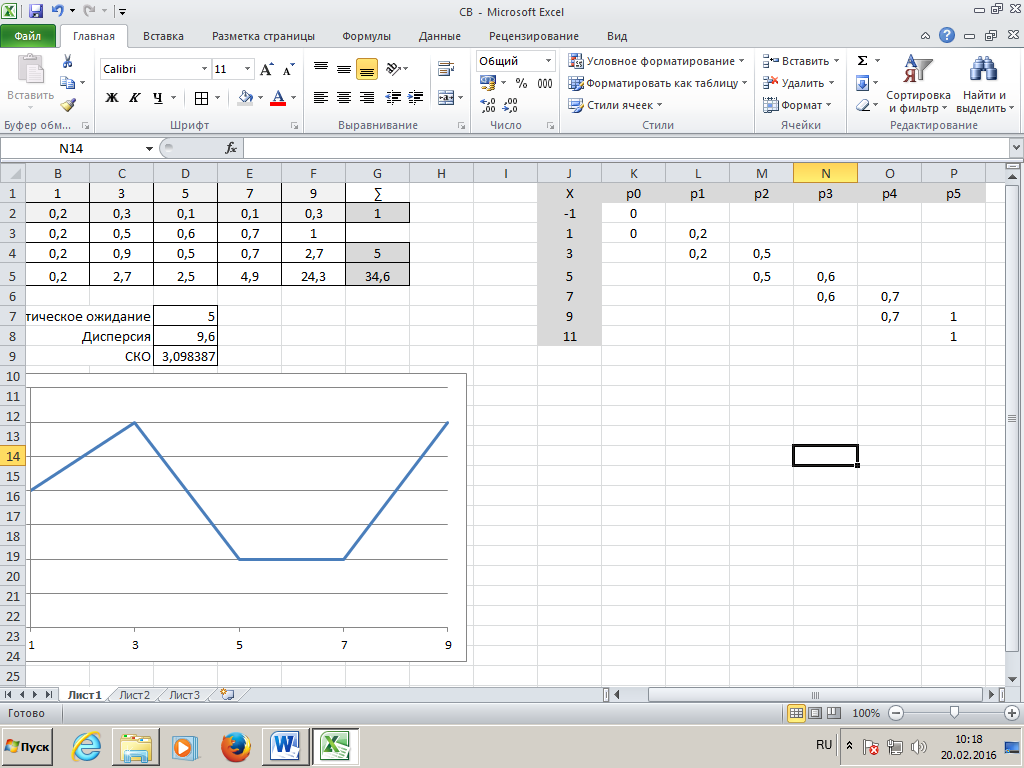 СВ - Microsoft Excel
Файл Главная Вставка Разметка страницы Формулы Данные Рецензирование Вид
Вставить
Calibri 11
Ж К Ч
А
Общий
% 000
Условное форматирование
Форматировать как таблицу
Стили ячеек
Вставить
Удалить
Формат
Σ
Сортировка и фильтр
Найти и выделить
Буфер обм... Шрифт Выравнивание Число Стили Ячейки Редактирование
N14 fx
B C D E F G H I J K L M N O P
1 1 3 5 7 9 ∑ X p0 p1 p2 p3 p4 p5
2 0,2 0,3 0,1 0,1 0,3 1 -1 0
3 0,2 0,5 0,6 0,7 1 1 0 0,2
4 0,2 0,9 0,5 0,7 2,7 5 3 0,2 0,5
5 0,2 2,7 2,5 4,9 24,3 34,6 5 0,5 0,6
6 7 0,6 0,7
7 тическое ожидание 5 9 0,7 1
8 Дисперсия 9,6 11 1
9 СКО 3,098387
10
11
12
13
14
15
16
17
18
19
20
21
22
23
1 3 5 7 9
24
25
Лист1 Лист2 Лист3
Готово 100%
Пуск RU 10:18
20.02.2016